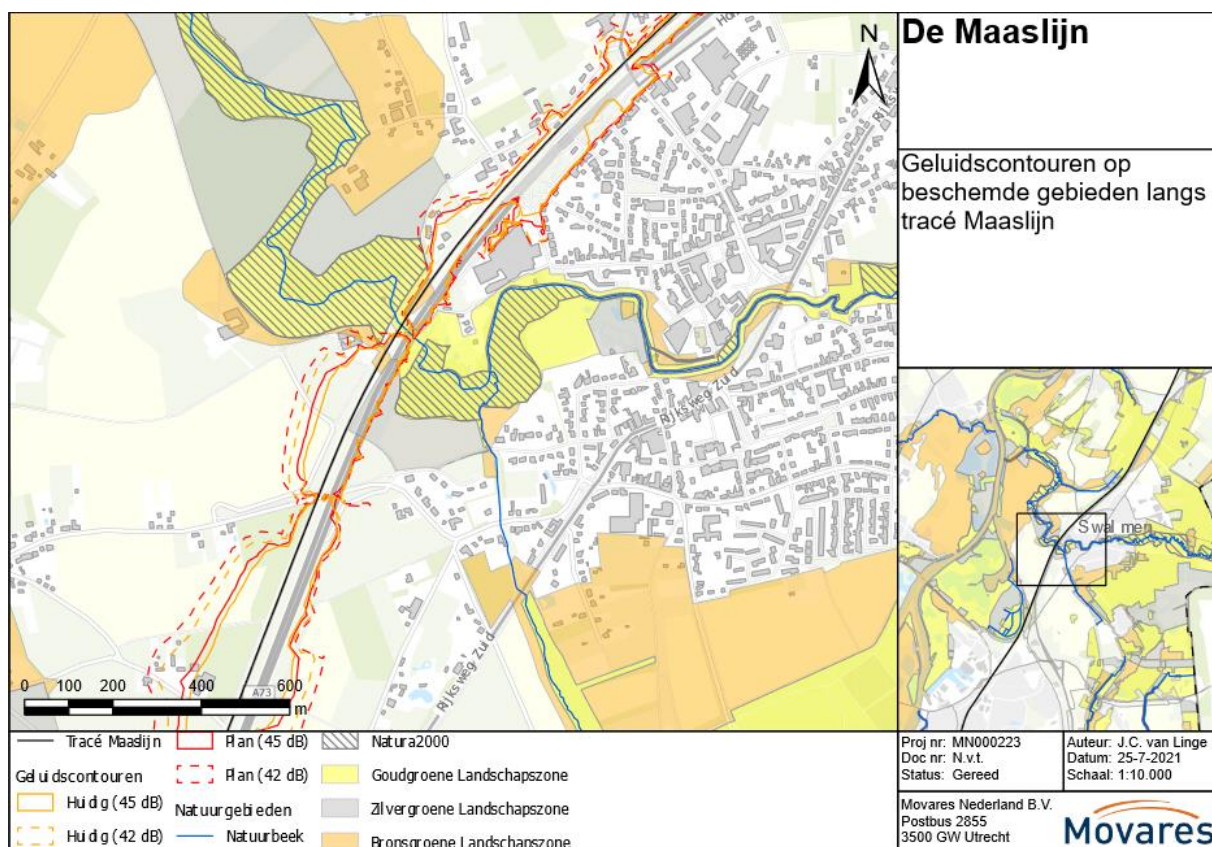 De Maaslijn
Geluidscontouren op
beschemde gebieden langs
tracé Maaslijn
N
Rijksweg Zuid
Rijksweg Zuid
A73
0 100 200 400 600
m
Swalmen
Tracé Maaslijn
Geluidscontouren
Huidig (45 dB)
Huidig (42 dB)
Plan (45 dB)
Plan (42 dB)
Natuurgebieden
Natuurbeek
Natura2000
Goudgroene Landschapszone
Zilvergroene Landschapszone
Bronsgroene Landschapszone
Proj nr: MN000223
Doc nr: N.v.t.
Status: Gereed
Auteur: J.C. van Linge
Datum: 25-7-2021
Schaal: 1:10.000
Movares Nederland B.V.
Postbus 2855
3500 GW Utrecht
Movares